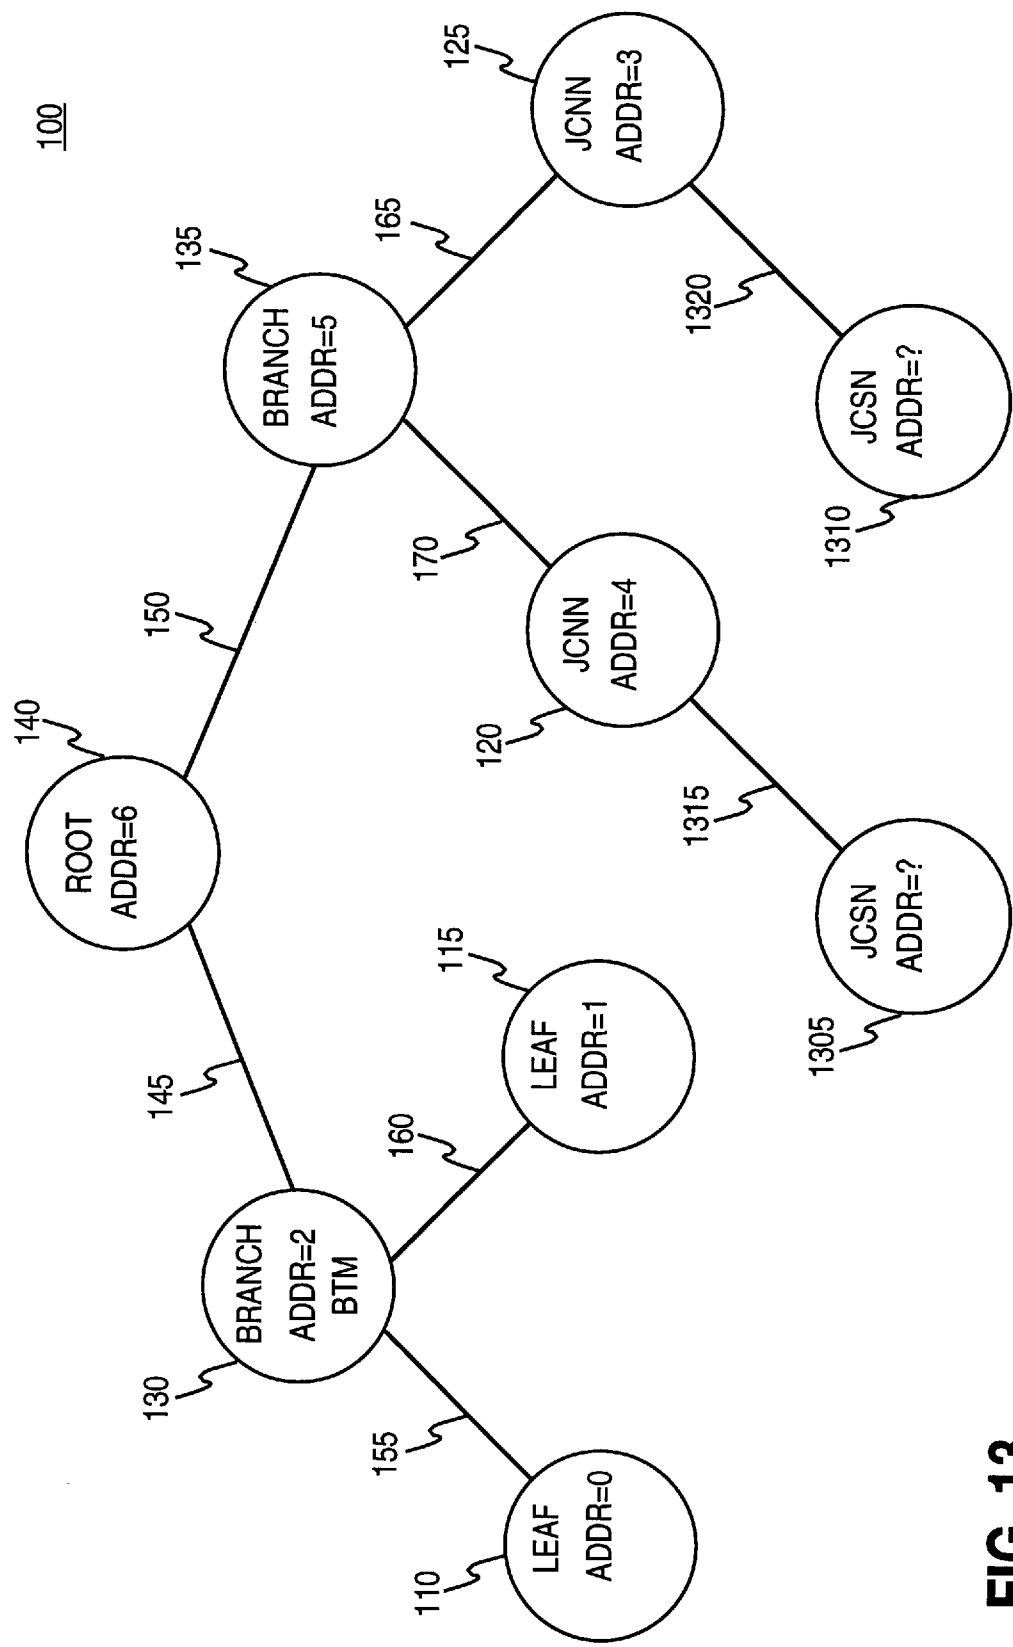 100
140
ROOT
ADDR=6
145
150
130
BRANCH
ADDR=2
BTM
135
BRANCH
ADDR=5
155
160
170
165
110
LEAF
ADDR=0
115
LEAF
ADDR=1
120
JCNN
ADDR=4
125
JCNN
ADDR=3
1315
1320
1305
JCSN
ADDR=?
1310
JCSN
ADDR=?